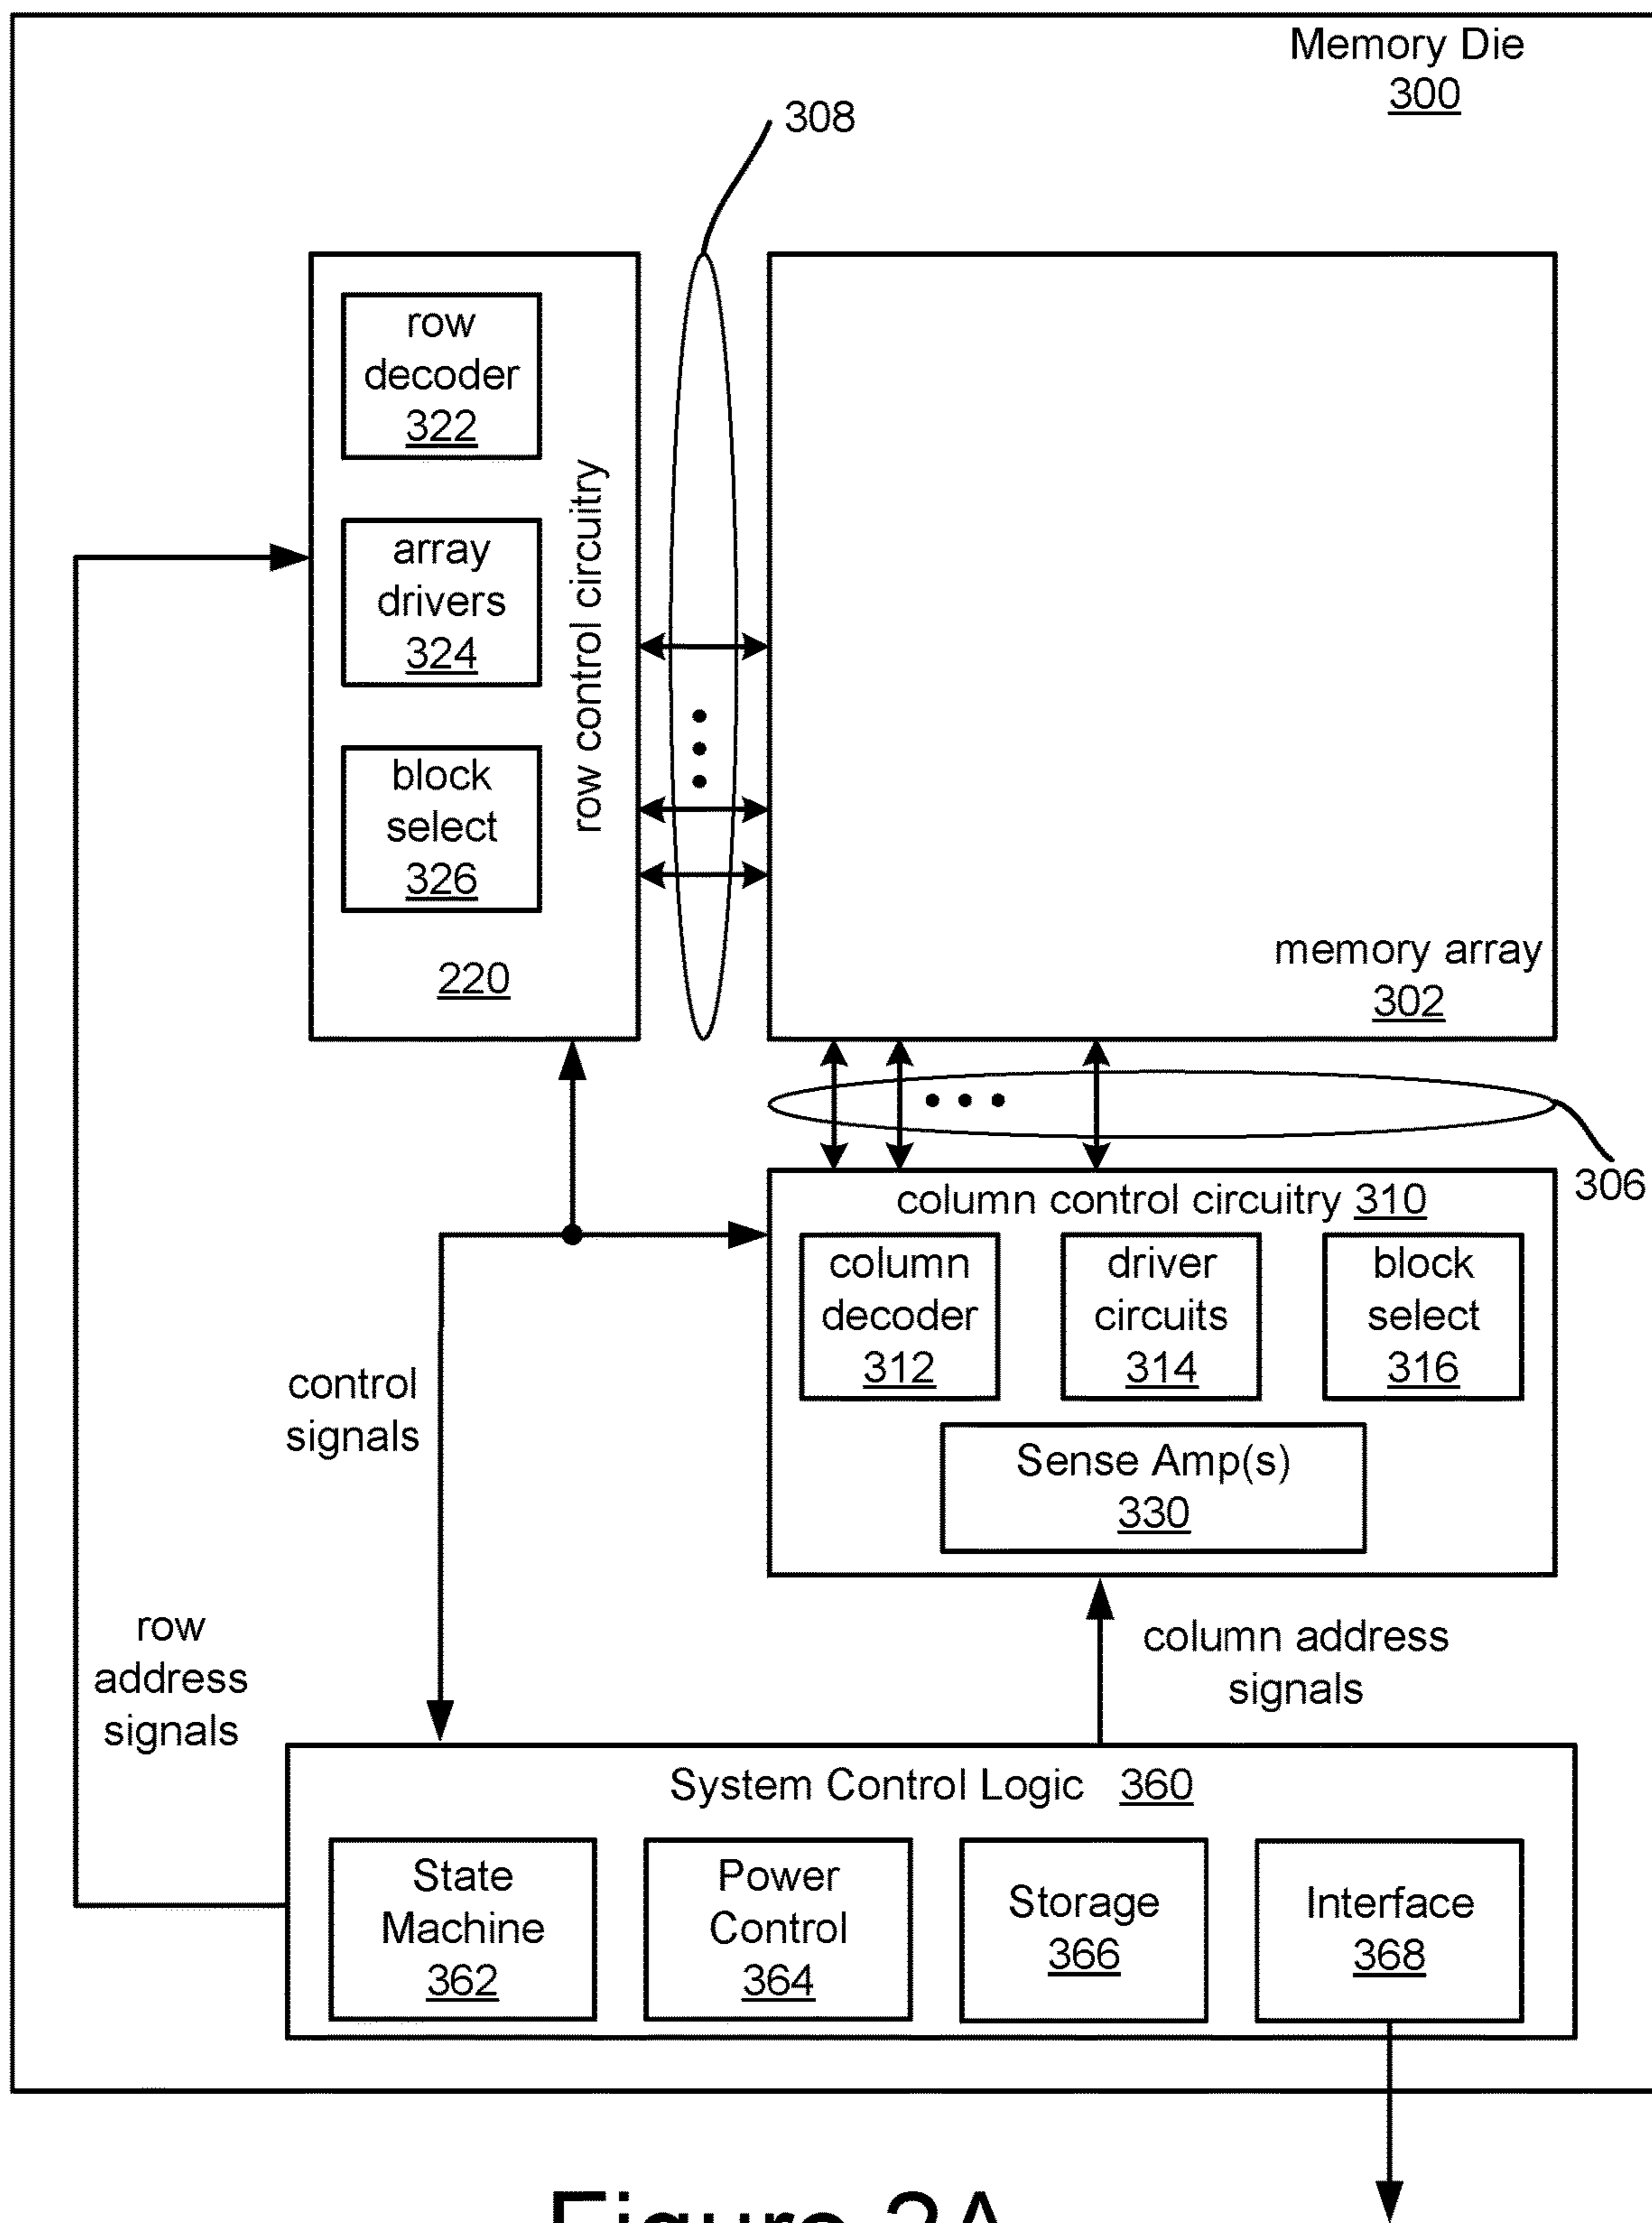 Memory Die
300
308
row
decoder
322
array
drivers
324
block
select
326
row control circuitry
220
memory array
302
306
column control circuitry 310
column
decoder
312
driver
circuits
314
block
select
316
Sense Amp(s)
330
control
signals
row
address
signals
column address
signals
System Control Logic 360
State
Machine
362
Power
Control
364
Storage
366
Interface
368
Figure